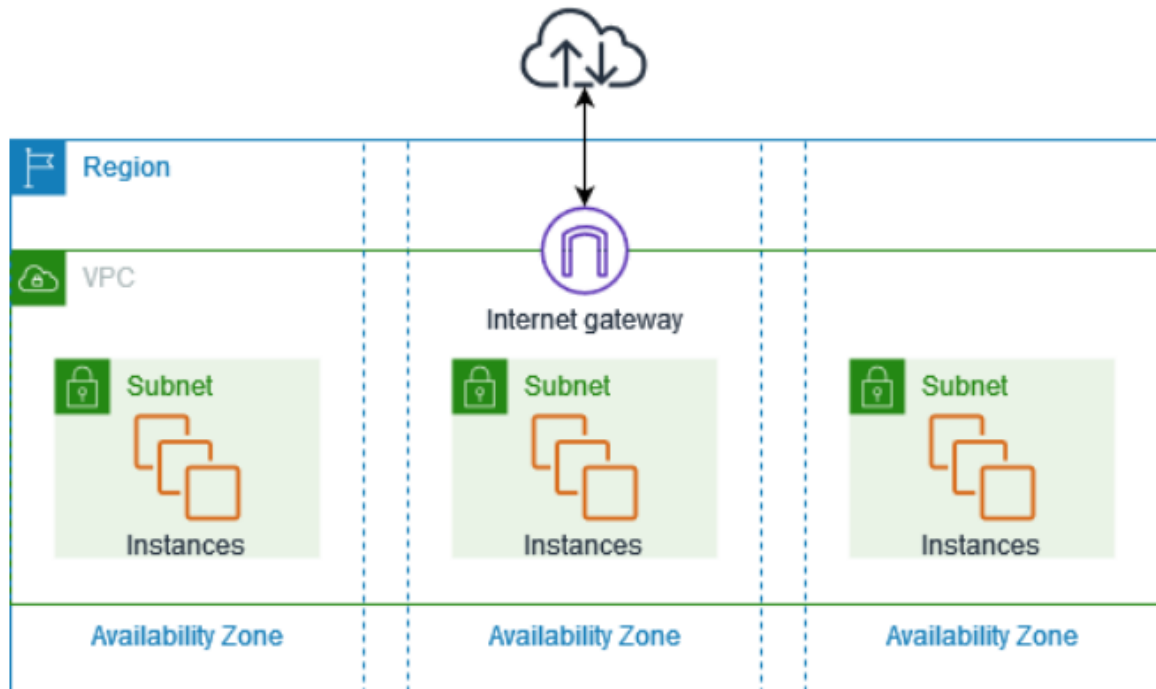 Region
VPC
Internet gateway
Subnet
Subnet
Subnet
Instances
Instances
Instances
Availability Zone
Availability Zone
Availability Zone